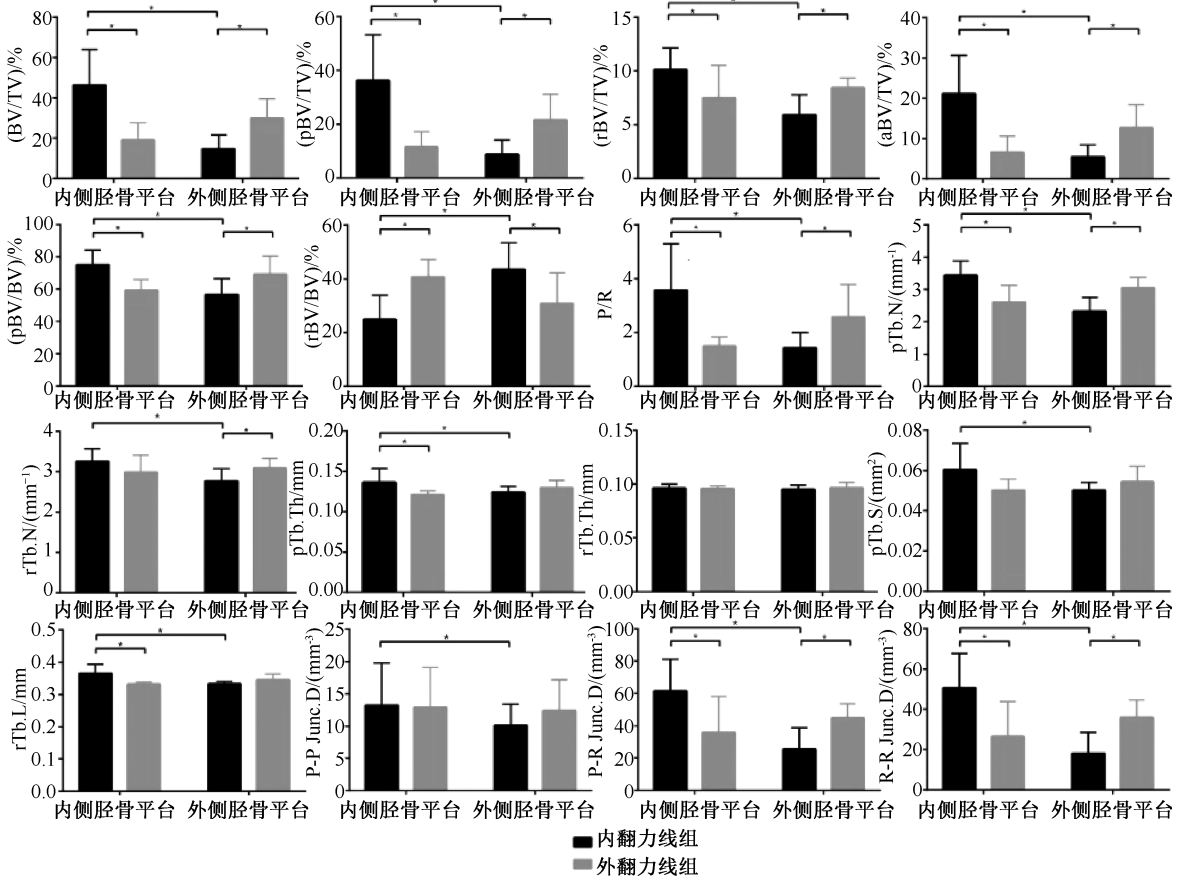 (BV/TV)/%
80
60
40
20
0
内侧胫骨平台 外侧胫骨平台
* * *
(pBV/TV)/%
60
40
20
0
内侧胫骨平台 外侧胫骨平台
* * *
(rBV/TV)/%
15
10
5
0
内侧胫骨平台 外侧胫骨平台
* * *
(aBV/TV)/%
40
30
20
10
0
内侧胫骨平台 外侧胫骨平台
* * *
(pBV/BV)/%
100
80
60
40
20
0
内侧胫骨平台 外侧胫骨平台
* * *
(rBV/BV)/%
60
40
20
0
内侧胫骨平台 外侧胫骨平台
* * *
P/R
6
4
2
0
内侧胫骨平台 外侧胫骨平台
* * *
pTb.N/(mm⁻¹)
5
4
3
2
1
0
内侧胫骨平台 外侧胫骨平台
* * *
rTb.N/(mm⁻¹)
4
3
2
1
0
内侧胫骨平台 外侧胫骨平台
* *
pTb.Th/mm
0.20
0.15
0.10
0.05
0.00
内侧胫骨平台 外侧胫骨平台
* *
rTb.Th/mm
0.15
0.10
0.05
0.00
内侧胫骨平台 外侧胫骨平台
pTb.S/(mm²)
0.08
0.06
0.04
0.02
0.00
内侧胫骨平台 外侧胫骨平台
*
rTb.L/mm
0.5
0.4
0.3
0.2
0.1
0.0
内侧胫骨平台 外侧胫骨平台
* *
P-P Junc.D/(mm⁻³)
25
20
15
10
5
0
内侧胫骨平台 外侧胫骨平台
*
P-R Junc.D/(mm⁻³)
100
80
60
40
20
0
内侧胫骨平台 外侧胫骨平台
* * *
R-R Junc.D/(mm⁻³)
80
60
40
20
0
内侧胫骨平台 外侧胫骨平台
* * *
内翻力线组
外翻力线组